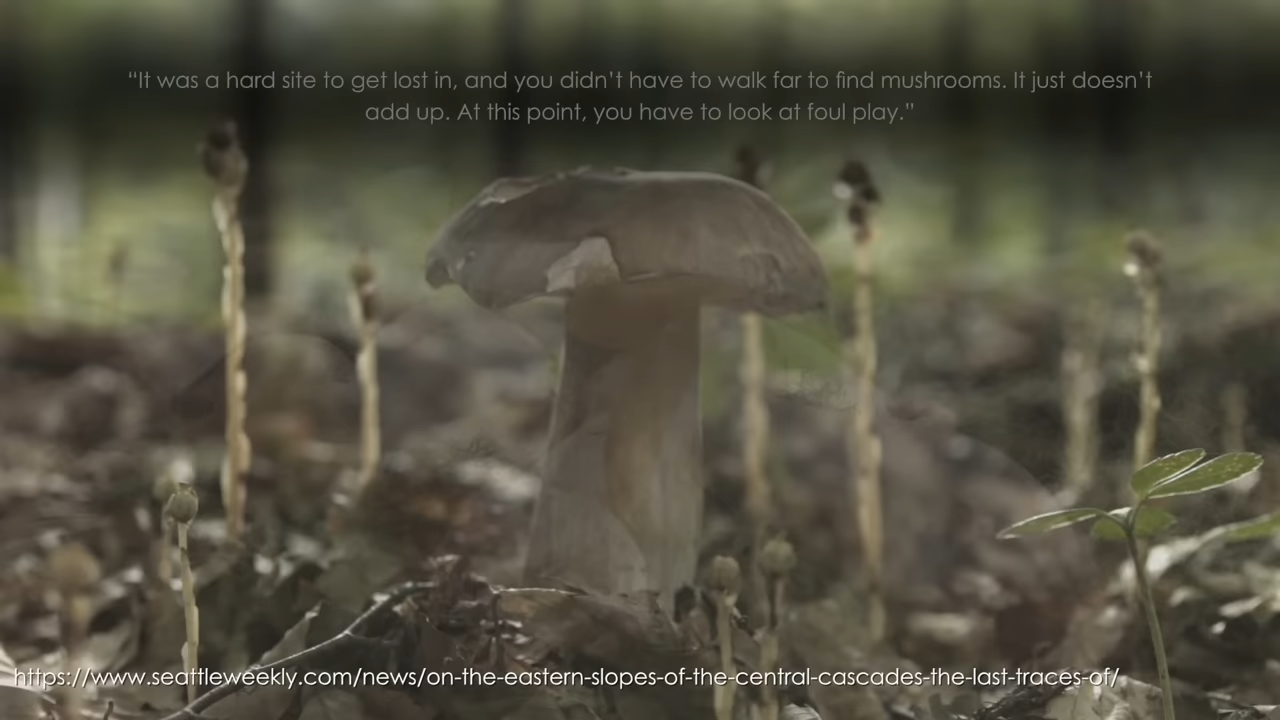 “It was a hard site to get lost in, and you didn’t have to walk far to find mushrooms. It just doesn’t
add up. At this point, you have to look at foul play.”
https://www.seattleweekly.com/news/on-the-eastern-slopes-of-the-central-cascades-the-last-traces-of/